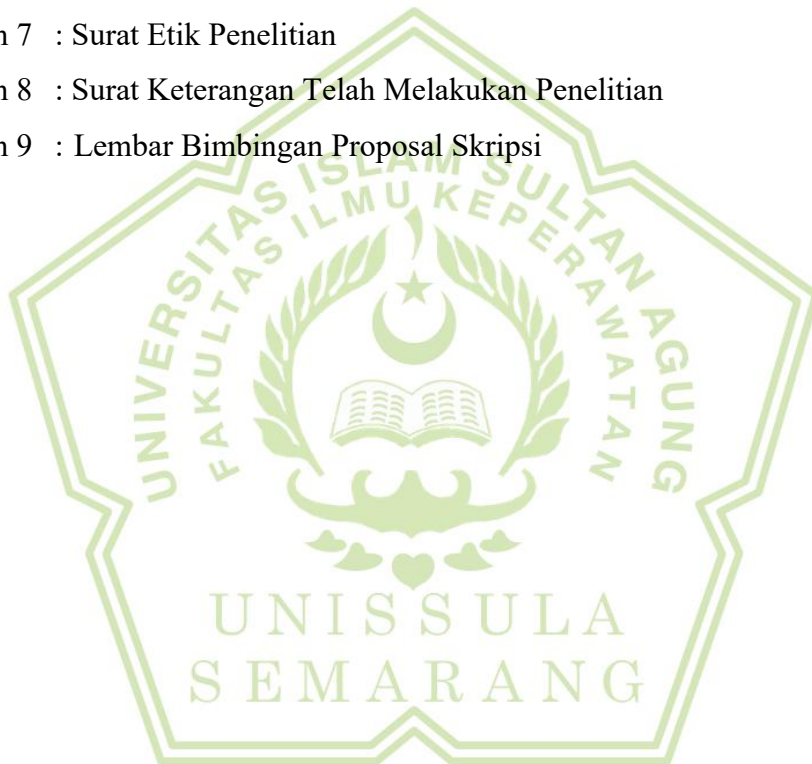 n 7 : Surat Etik Penelitian
n 8 : Surat Keterangan Telah Melakukan Penelitian
n 9 : Lembar Bimbingan Proposal Skripsi
UNIVERSITAS ISLAM SULTAN AGUNG
FAKULTAS ILMU KEPERAWATAN
UNISSULA
SEMARANG